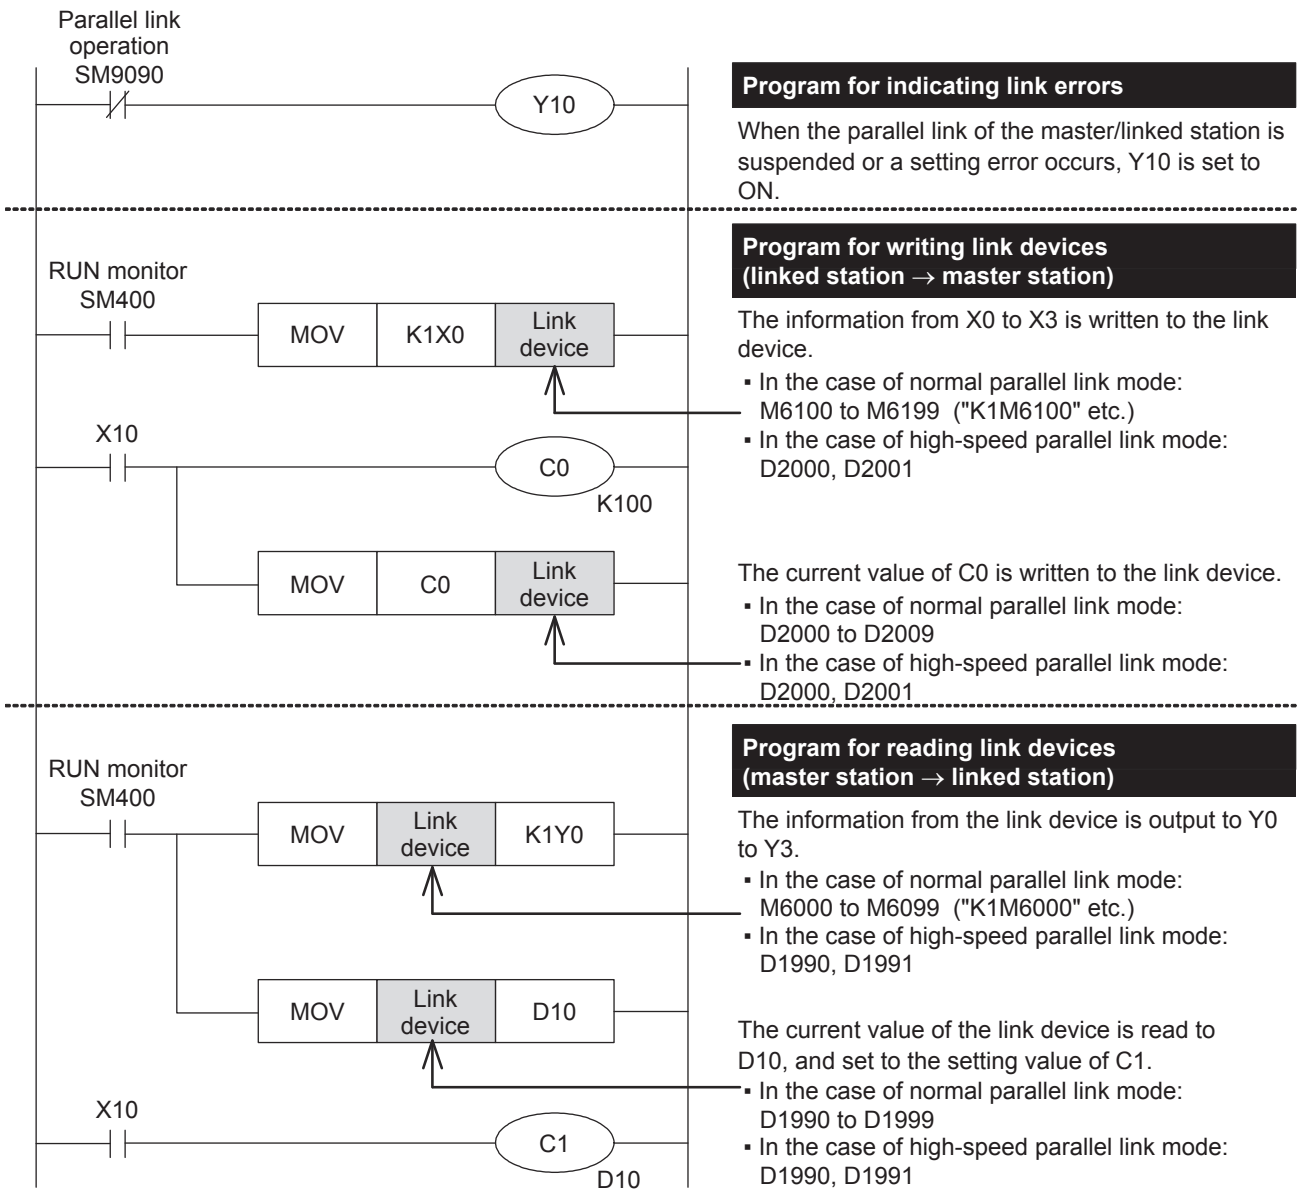 Parallel link
operation
SM9090
Y10
Program for indicating link errors
When the parallel link of the master/linked station is
suspended or a setting error occurs, Y10 is set to
ON.
RUN monitor
SM400
MOV K1X0 Link
device
Program for writing link devices
(linked station → master station)
The information from X0 to X3 is written to the link
device.
▪ In the case of normal parallel link mode:
M6100 to M6199 ("K1M6100" etc.)
▪ In the case of high-speed parallel link mode:
D2000, D2001
X10
C0
K100
MOV C0 Link
device
The current value of C0 is written to the link device.
▪ In the case of normal parallel link mode:
D2000 to D2009
▪ In the case of high-speed parallel link mode:
D2000, D2001
RUN monitor
SM400
MOV Link
device K1Y0
Program for reading link devices
(master station → linked station)
The information from the link device is output to Y0
to Y3.
▪ In the case of normal parallel link mode:
M6000 to M6099 ("K1M6000" etc.)
▪ In the case of high-speed parallel link mode:
D1990, D1991
MOV Link
device D10
The current value of the link device is read to
D10, and set to the setting value of C1.
▪ In the case of normal parallel link mode:
D1990 to D1999
▪ In the case of high-speed parallel link mode:
D1990, D1991
X10
C1
D10